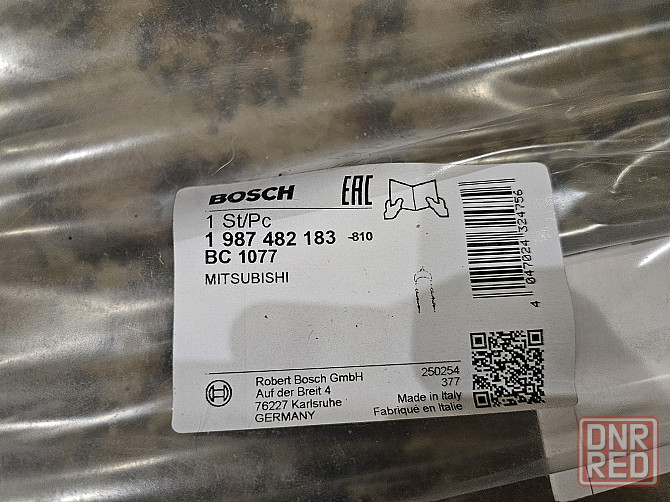 BOSCH
EAC
1 St/Pc
1 987 482 183 -810
BC 1077
MITSUBISHI
4 047024 324756
Robert Bosch GmbH
Auf der Breit 4
76227 Karlsruhe
GERMANY
250254
377
Made in Italy
Fabriqué en Italie
DNR
RED